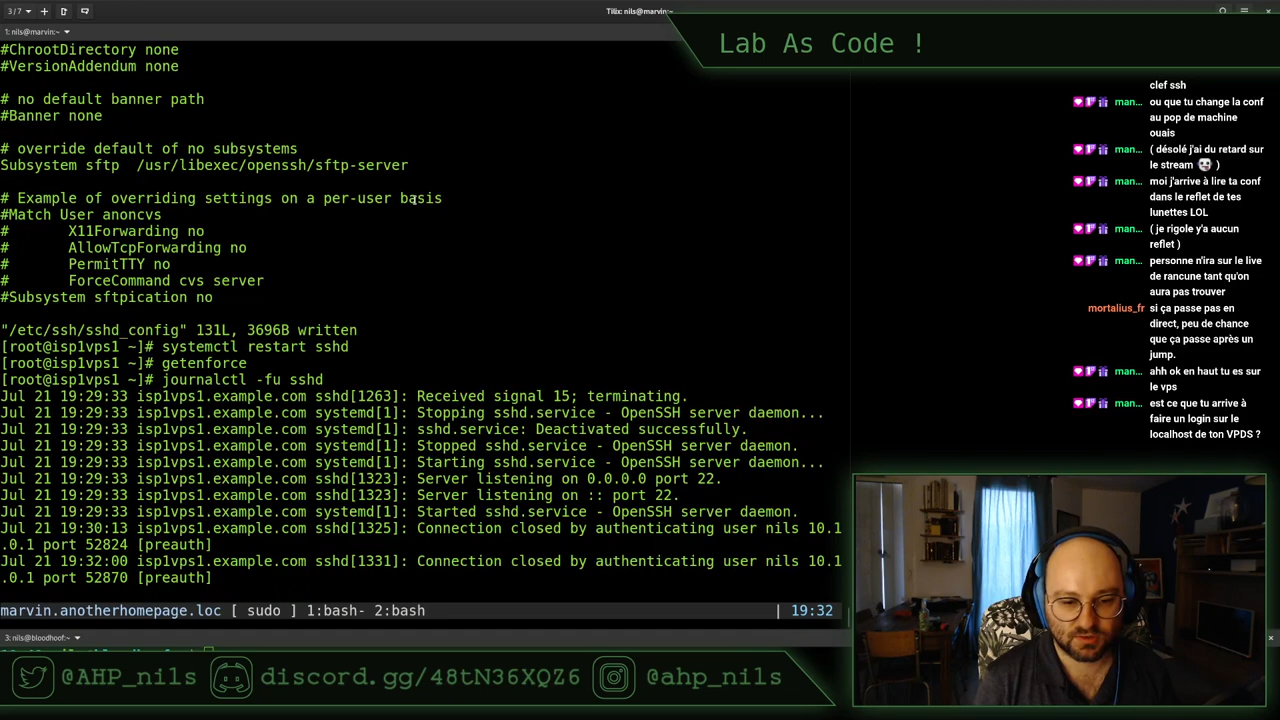 3/7
Tilix: nils@marvin:~
1: nils@marvin:~
Lab As Code !
#ChrootDirectory none
#VersionAddendum none
# no default banner path
#Banner none
# override default of no subsystems
Subsystem sftp  /usr/libexec/openssh/sftp-server
# Example of overriding settings on a per-user basis
#Match User anoncvs
#       X11Forwarding no
#       AllowTcpForwarding no
#       PermitTTY no
#       ForceCommand cvs server
#Subsystem sftpication no
"/etc/ssh/sshd_config" 131L, 3696B written
[root@isp1vps1 ~]# systemctl restart sshd
[root@isp1vps1 ~]# getenforce
[root@isp1vps1 ~]# journalctl -fu sshd
Jul 21 19:29:33 isp1vps1.example.com sshd[1263]: Received signal 15; terminating.
Jul 21 19:29:33 isp1vps1.example.com systemd[1]: Stopping sshd.service - OpenSSH server daemon...
Jul 21 19:29:33 isp1vps1.example.com systemd[1]: sshd.service: Deactivated successfully.
Jul 21 19:29:33 isp1vps1.example.com systemd[1]: Stopped sshd.service - OpenSSH server daemon.
Jul 21 19:29:33 isp1vps1.example.com systemd[1]: Starting sshd.service - OpenSSH server daemon...
Jul 21 19:29:33 isp1vps1.example.com sshd[1323]: Server listening on 0.0.0.0 port 22.
Jul 21 19:29:33 isp1vps1.example.com sshd[1323]: Server listening on :: port 22.
Jul 21 19:29:33 isp1vps1.example.com systemd[1]: Started sshd.service - OpenSSH server daemon.
Jul 21 19:30:13 isp1vps1.example.com sshd[1325]: Connection closed by authenticating user nils 10.1
.0.1 port 52824 [preauth]
Jul 21 19:32:00 isp1vps1.example.com sshd[1331]: Connection closed by authenticating user nils 10.1
.0.1 port 52870 [preauth]
marvin.anotherhomepage.loc [ sudo ] 1:bash- 2:bash | 19:32
3: nils@bloodhoof:~
@AHP_nils discord.gg/48tN36XQZ6 @ahp_nils
clef ssh
man… ou que tu change la conf
au pop de machine
ouais
man… ( désolé j'ai du retard sur
le stream 💀 )
man… moi j'arrive à lire ta conf
dans le reflet de tes
lunettes LOL
man… ( je rigole y'a aucun
reflet )
man… personne n'ira sur le live
de rancune tant qu'on
aura pas trouver
mortalius_fr si ça passe pas en
direct, peu de chance
que ça passe après un
jump.
man… ahh ok en haut tu es sur
le vps
man… est ce que tu arrive à
faire un login sur le
localhost de ton VPDS ?